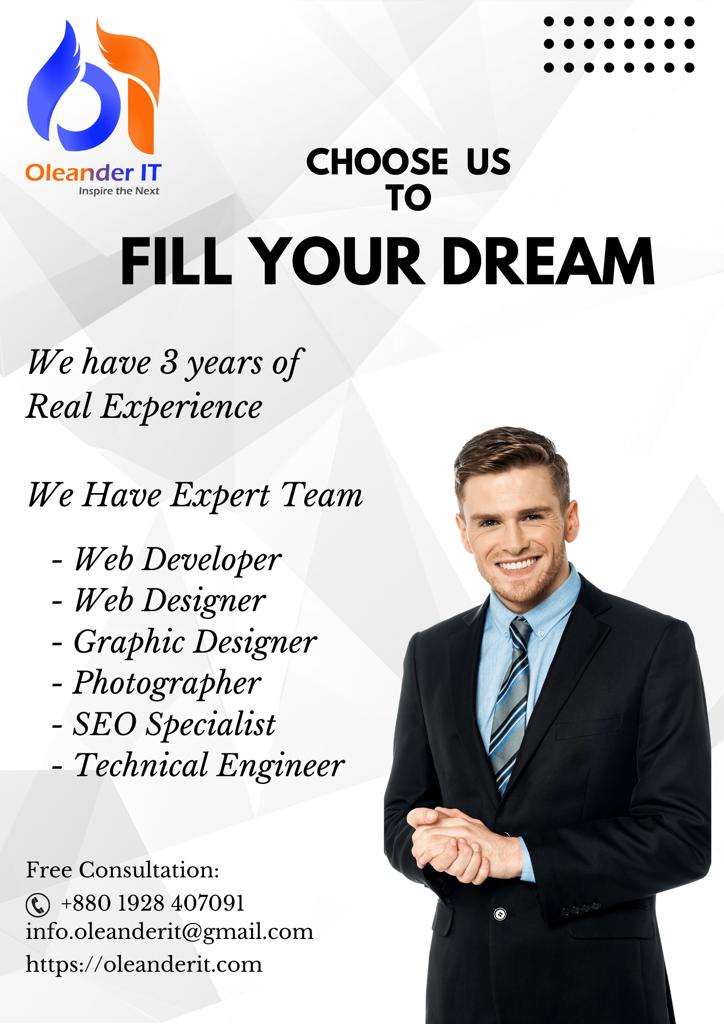 Oleander IT
Inspire the Next
CHOOSE US
TO
FILL YOUR DREAM
We have 3 years of
Real Experience
We Have Expert Team
- Web Developer
- Web Designer
- Graphic Designer
- Photographer
- SEO Specialist
- Technical Engineer
Free Consultation:
+880 1928 407091
info.oleanderit@gmail.com
https://oleanderit.com